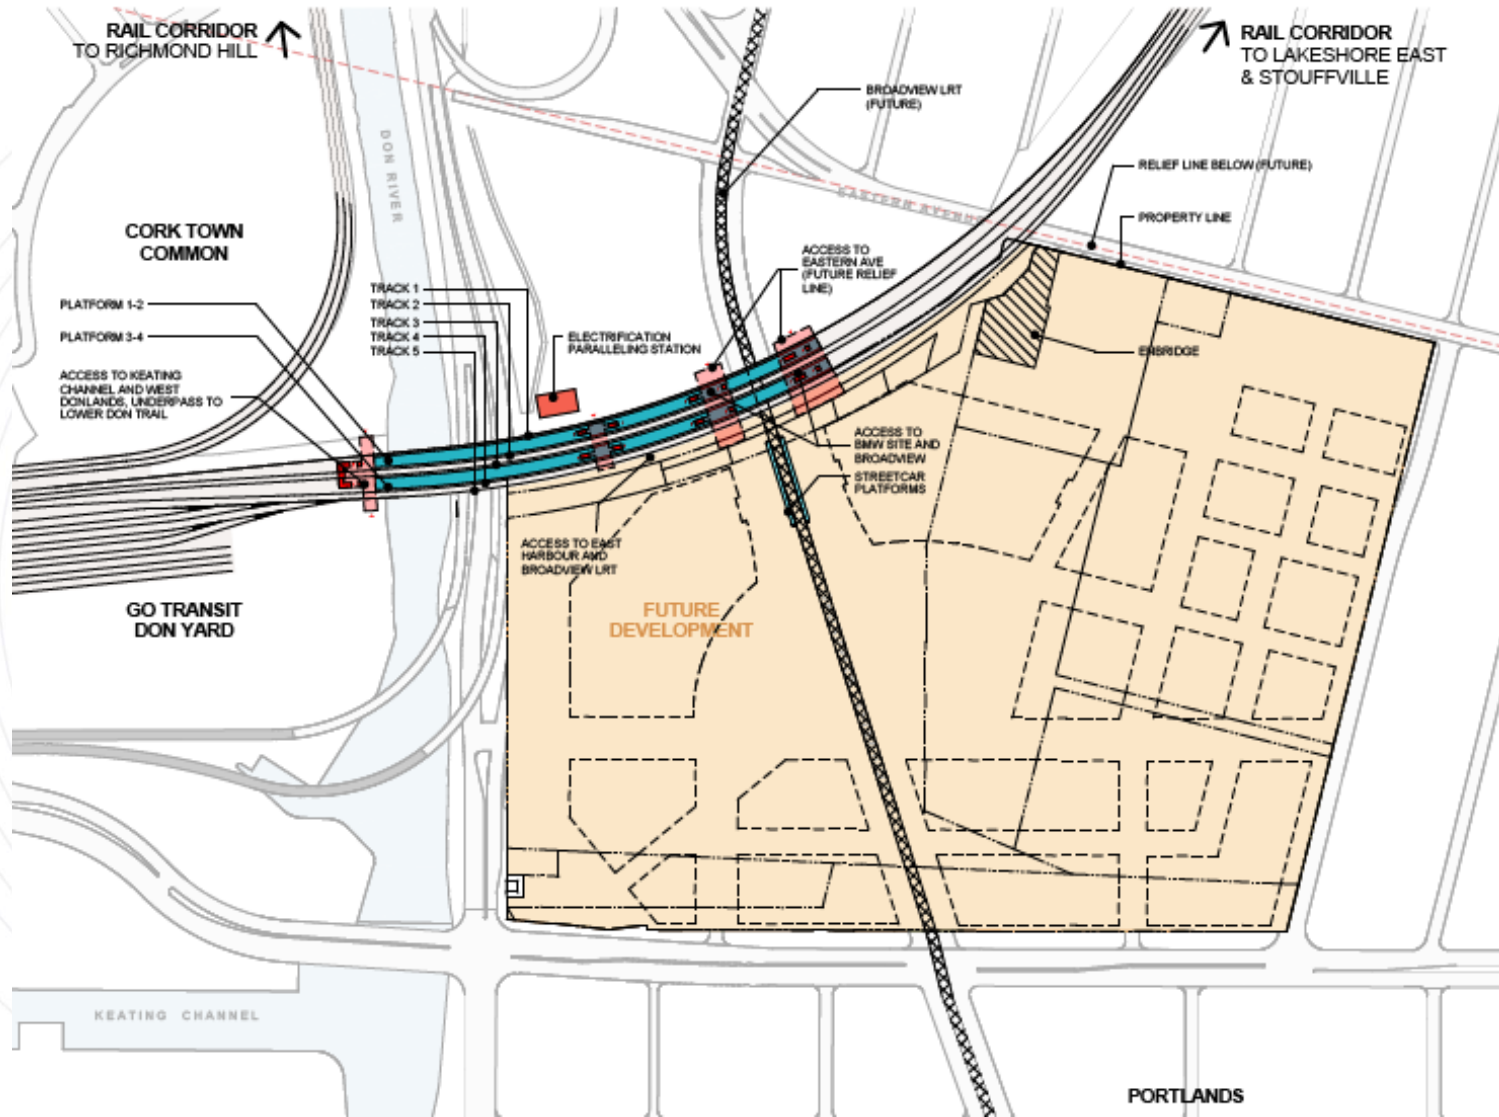 RAIL CORRIDOR
TO RICHMOND HILL
RAIL CORRIDOR
TO LAKESHORE EAST
& STOUFFVILLE
BROADVIEW LRT
(FUTURE)
DON RIVER
RELIEF LINE BELOW (FUTURE)
EASTERN AVENUE
PROPERTY LINE
CORK TOWN
COMMON
ACCESS TO
EASTERN AVE
(FUTURE RELIEF
LINE)
PLATFORM 1-2
PLATFORM 3-4
TRACK 1
TRACK 2
TRACK 3
TRACK 4
TRACK 5
ELECTRIFICATION
PARALLELING STATION
ENBRIDGE
ACCESS TO KEATING
CHANNEL AND WEST
DONLANDS, UNDERPASS TO
LOWER DON TRAIL
ACCESS TO
BMW SITE AND
BROADVIEW
STREETCAR
PLATFORMS
ACCESS TO EAST
HARBOUR AND
BROADVIEW LRT
GO TRANSIT
DON YARD
FUTURE
DEVELOPMENT
KEATING CHANNEL
PORTLANDS